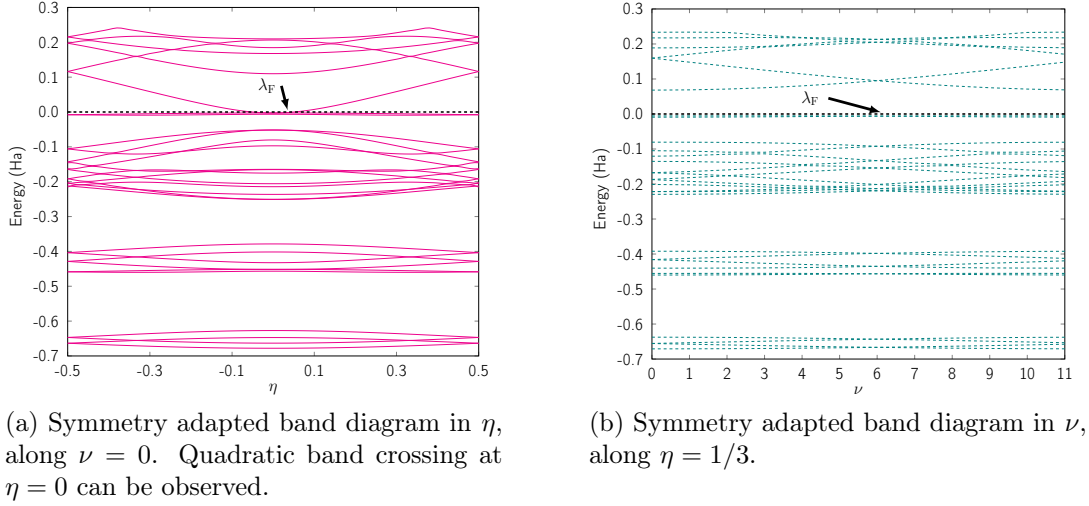 0.3
0.2
0.1
0.0
-0.1
-0.2
-0.3
-0.4
-0.5
-0.6
-0.7
Energy (Ha)
λF
-0.5 -0.3 -0.1 0.1 0.3 0.5
η
(a) Symmetry adapted band diagram in η,
along ν = 0. Quadratic band crossing at
η = 0 can be observed.
0.3
0.2
0.1
0.0
-0.1
-0.2
-0.3
-0.4
-0.5
-0.6
-0.7
Energy (Ha)
λF
0 1 2 3 4 5 6 7 8 9 10 11
ν
(b) Symmetry adapted band diagram in ν,
along η = 1/3.